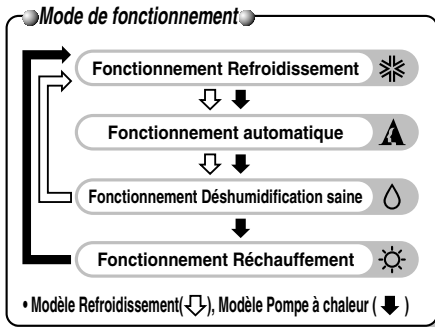 Mode de fonctionnement
Fonctionnement Refroidissement
Fonctionnement automatique
Fonctionnement Déshumidification saine
Fonctionnement Réchauffement
• Modèle Refroidissement(⇩), Modèle Pompe à chaleur (⬇)